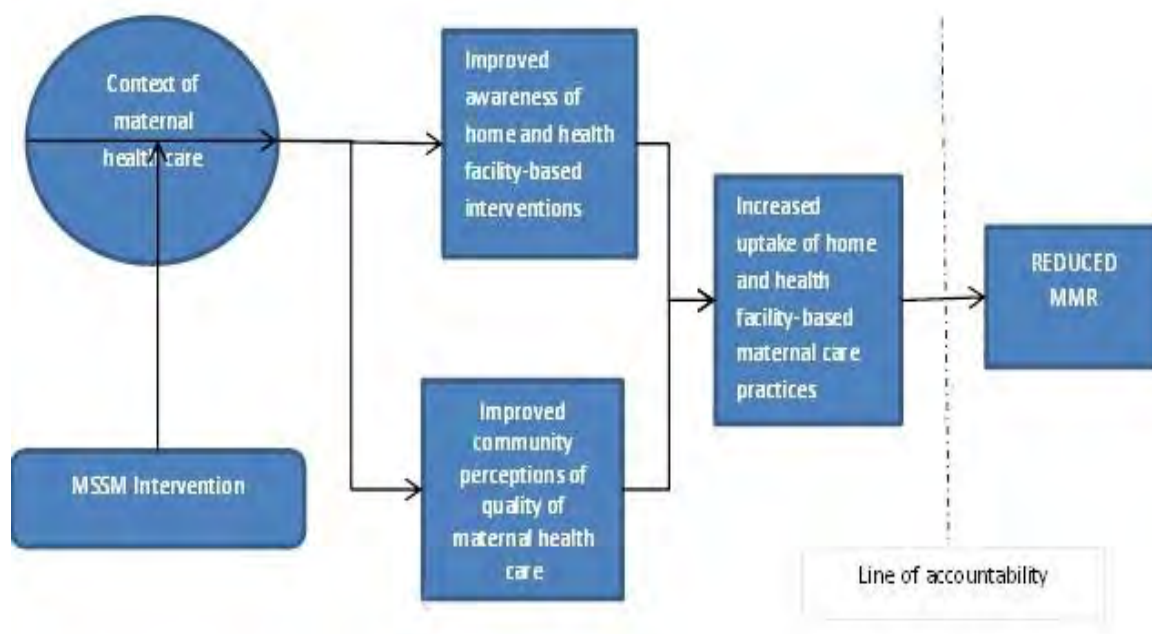 Context of
maternal
health care
Improved
awareness of
home and health
facility-based
interventions
Increased
uptake of home
and health
facility-based
maternal care
practices
REDUCED
MMR
Improved
community
perceptions of
quality of
maternal health
care
MSSM Intervention
Line of accountability